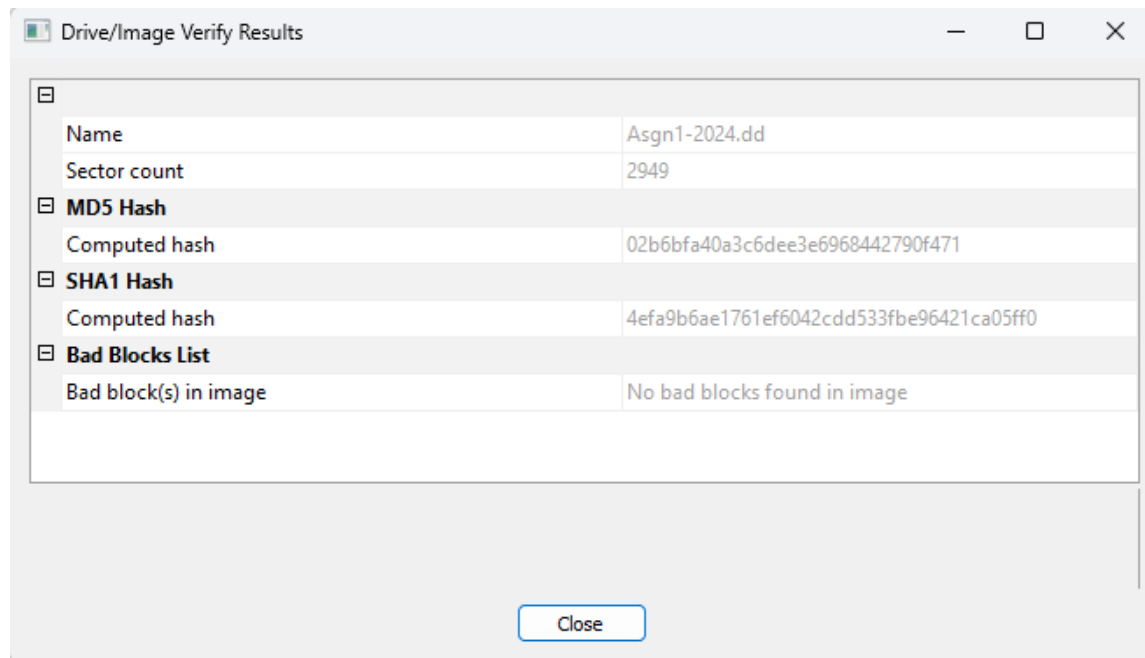 Drive/Image Verify Results
Name Asgn1-2024.dd
Sector count 2949
MD5 Hash
Computed hash 02b6bfa40a3c6dee3e6968442790f471
SHA1 Hash
Computed hash 4efa9b6ae1761ef6042cdd533fbe96421ca05ff0
Bad Blocks List
Bad block(s) in image No bad blocks found in image
Close